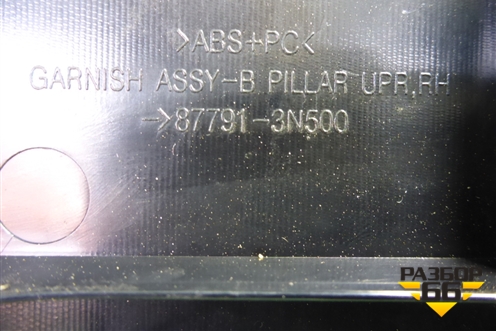 >ABS+PC<
GARNISH ASSY-B PILLAR UPR,RH
->87791-3N500
РАЗБОР
66